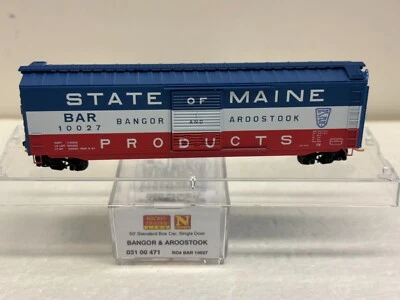 STATE OF MAINE
BAR
10027
BANGOR AND AROOSTOOK
PRODUCTS
MICRO
TRAINS
N
50' Standard Box Car, Single Door
BANGOR & AROOSTOOK
031 00 471 RD# BAR 10027